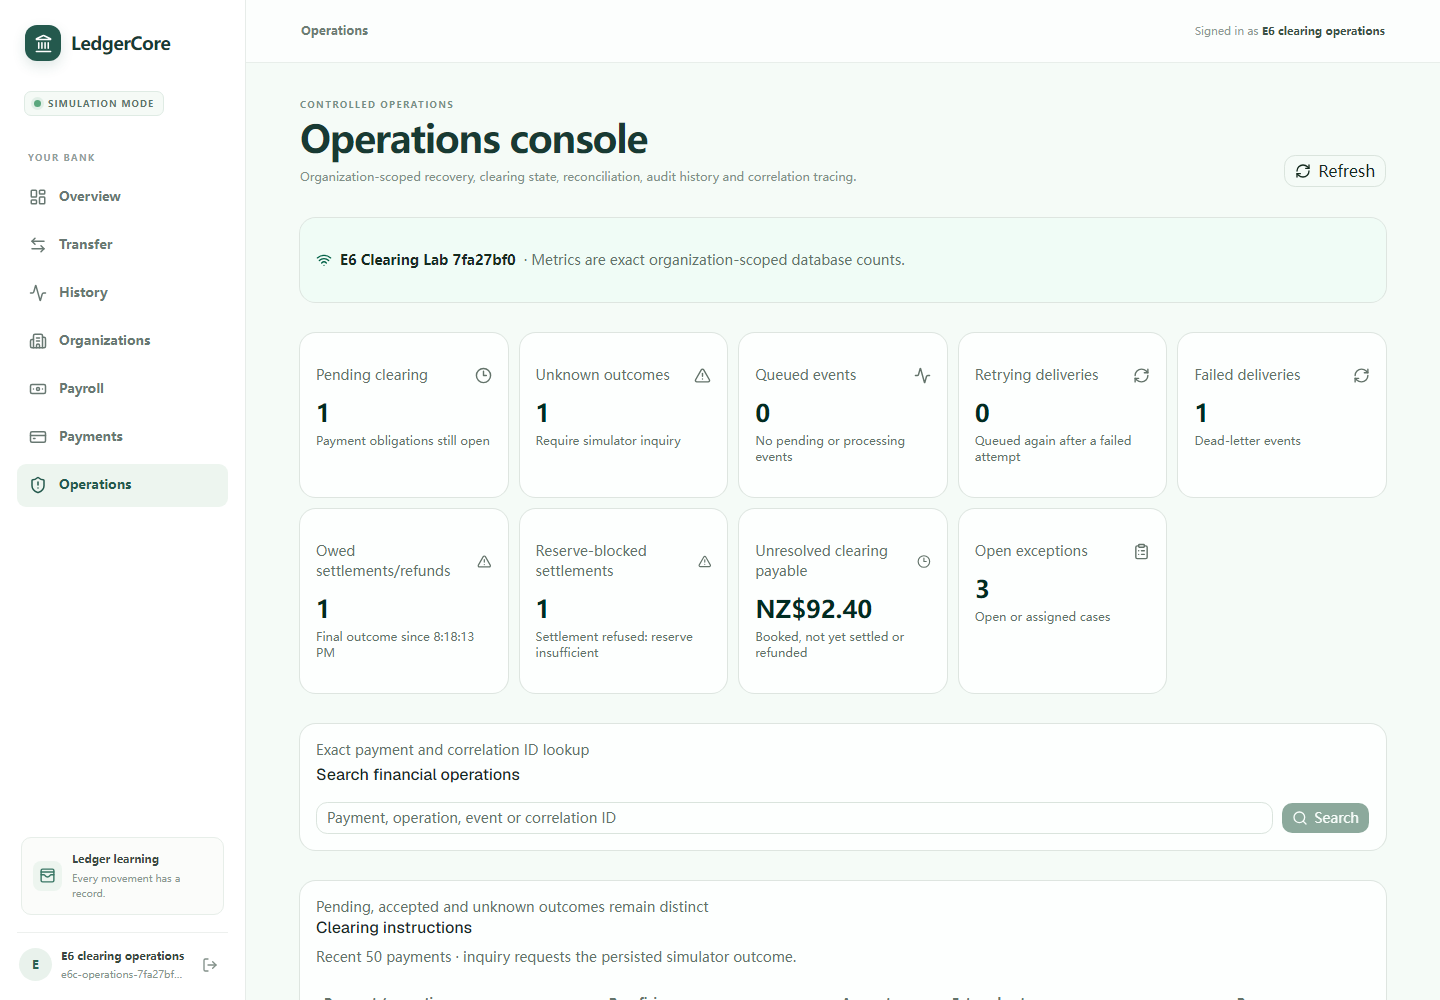 LedgerCore
SIMULATION MODE
YOUR BANK
Overview
Transfer
History
Organizations
Payroll
Payments
Operations
Ledger learning
Every movement has a
record.
E
E6 clearing operations
e6c-operations-7fa27bf...
Operations
Signed in as E6 clearing operations
CONTROLLED OPERATIONS
Operations console
Organization-scoped recovery, clearing state, reconciliation, audit history and correlation tracing.
Refresh
E6 Clearing Lab 7fa27bf0 · Metrics are exact organization-scoped database counts.
Pending clearing
1
Payment obligations still open
Unknown outcomes
1
Require simulator inquiry
Queued events
0
No pending or processing
events
Retrying deliveries
0
Queued again after a failed
attempt
Failed deliveries
1
Dead-letter events
Owed
settlements/refunds
1
Final outcome since 8:18:13
PM
Reserve-blocked
settlements
1
Settlement refused: reserve
insufficient
Unresolved clearing
payable
NZ$92.40
Booked, not yet settled or
refunded
Open exceptions
3
Open or assigned cases
Exact payment and correlation ID lookup
Search financial operations
Payment, operation, event or correlation ID
Search
Pending, accepted and unknown outcomes remain distinct
Clearing instructions
Recent 50 payments · inquiry requests the persisted simulator outcome.